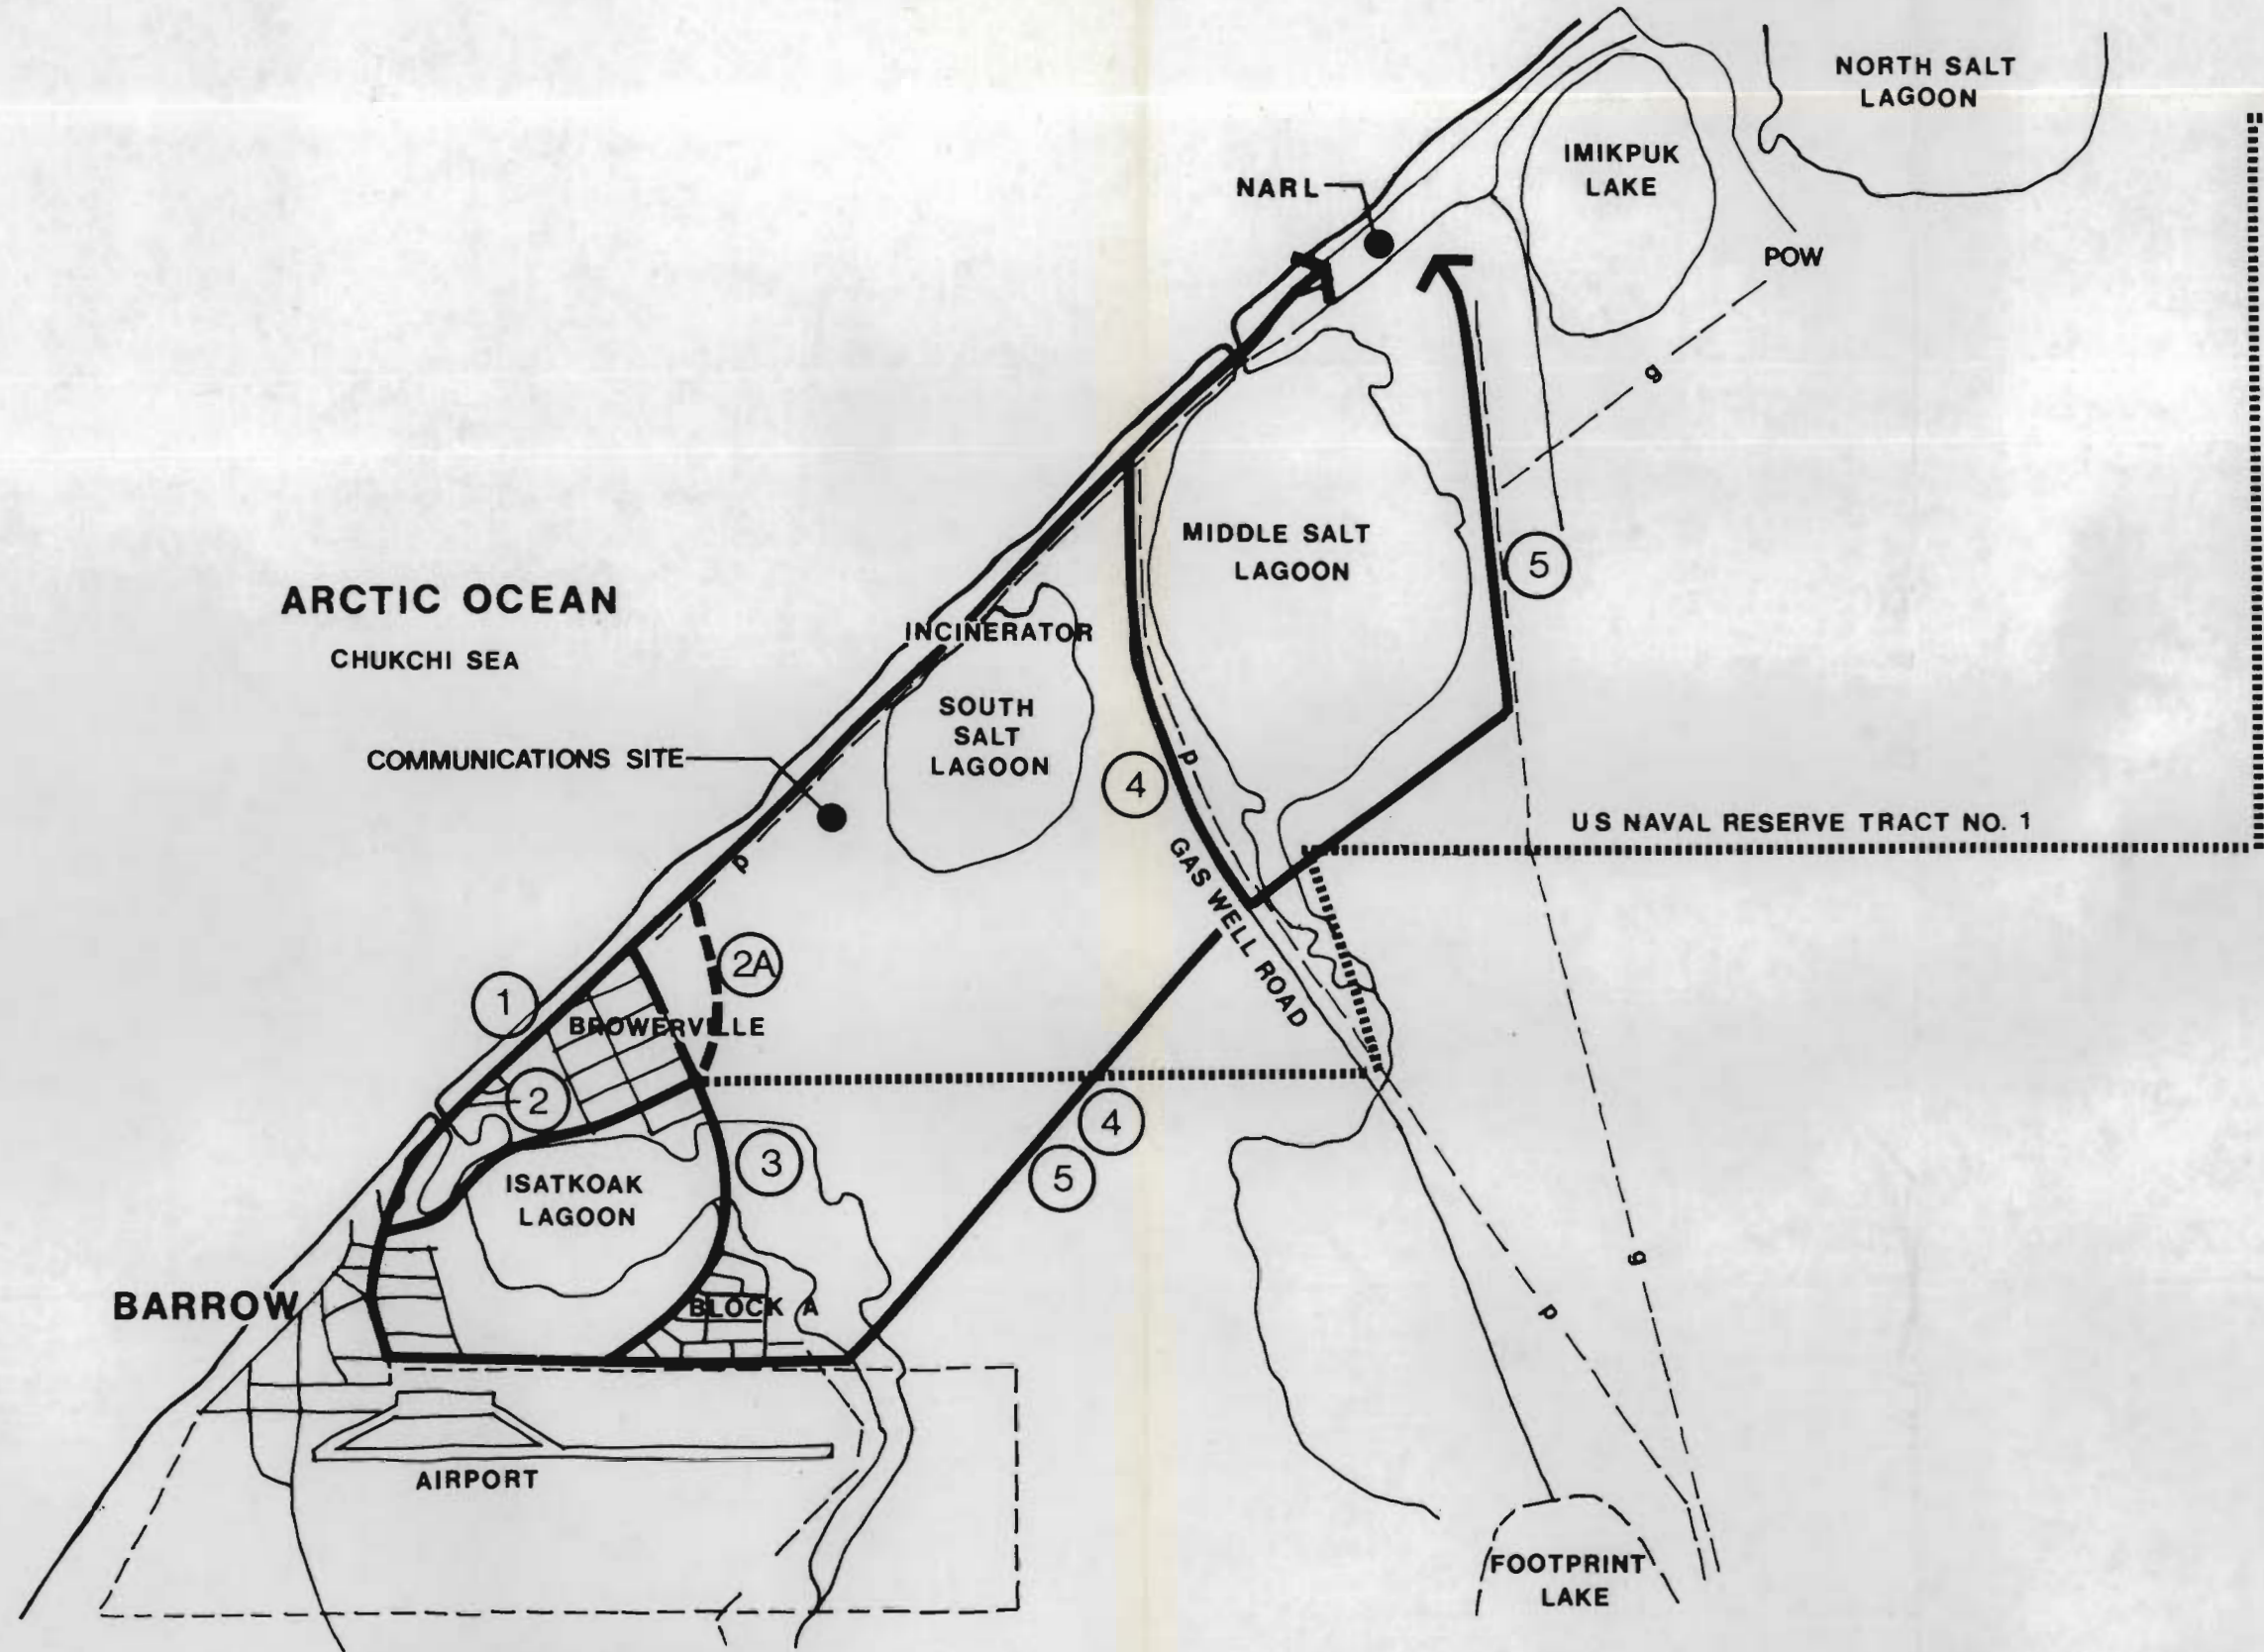 NORTH SALT
LAGOON
IMIKPUK
LAKE
NARL
POW
g
MIDDLE SALT
LAGOON
5
ARCTIC OCEAN
CHUKCHI SEA
INCINERATOR
SOUTH
SALT
LAGOON
COMMUNICATIONS SITE
p
4
US NAVAL RESERVE TRACT NO. 1
p
GAS WELL ROAD
2A
1
BROWERVILLE
2
4
3
5
ISATKOAK
LAGOON
g
BARROW
BLOCK A
p
AIRPORT
FOOTPRINT
LAKE